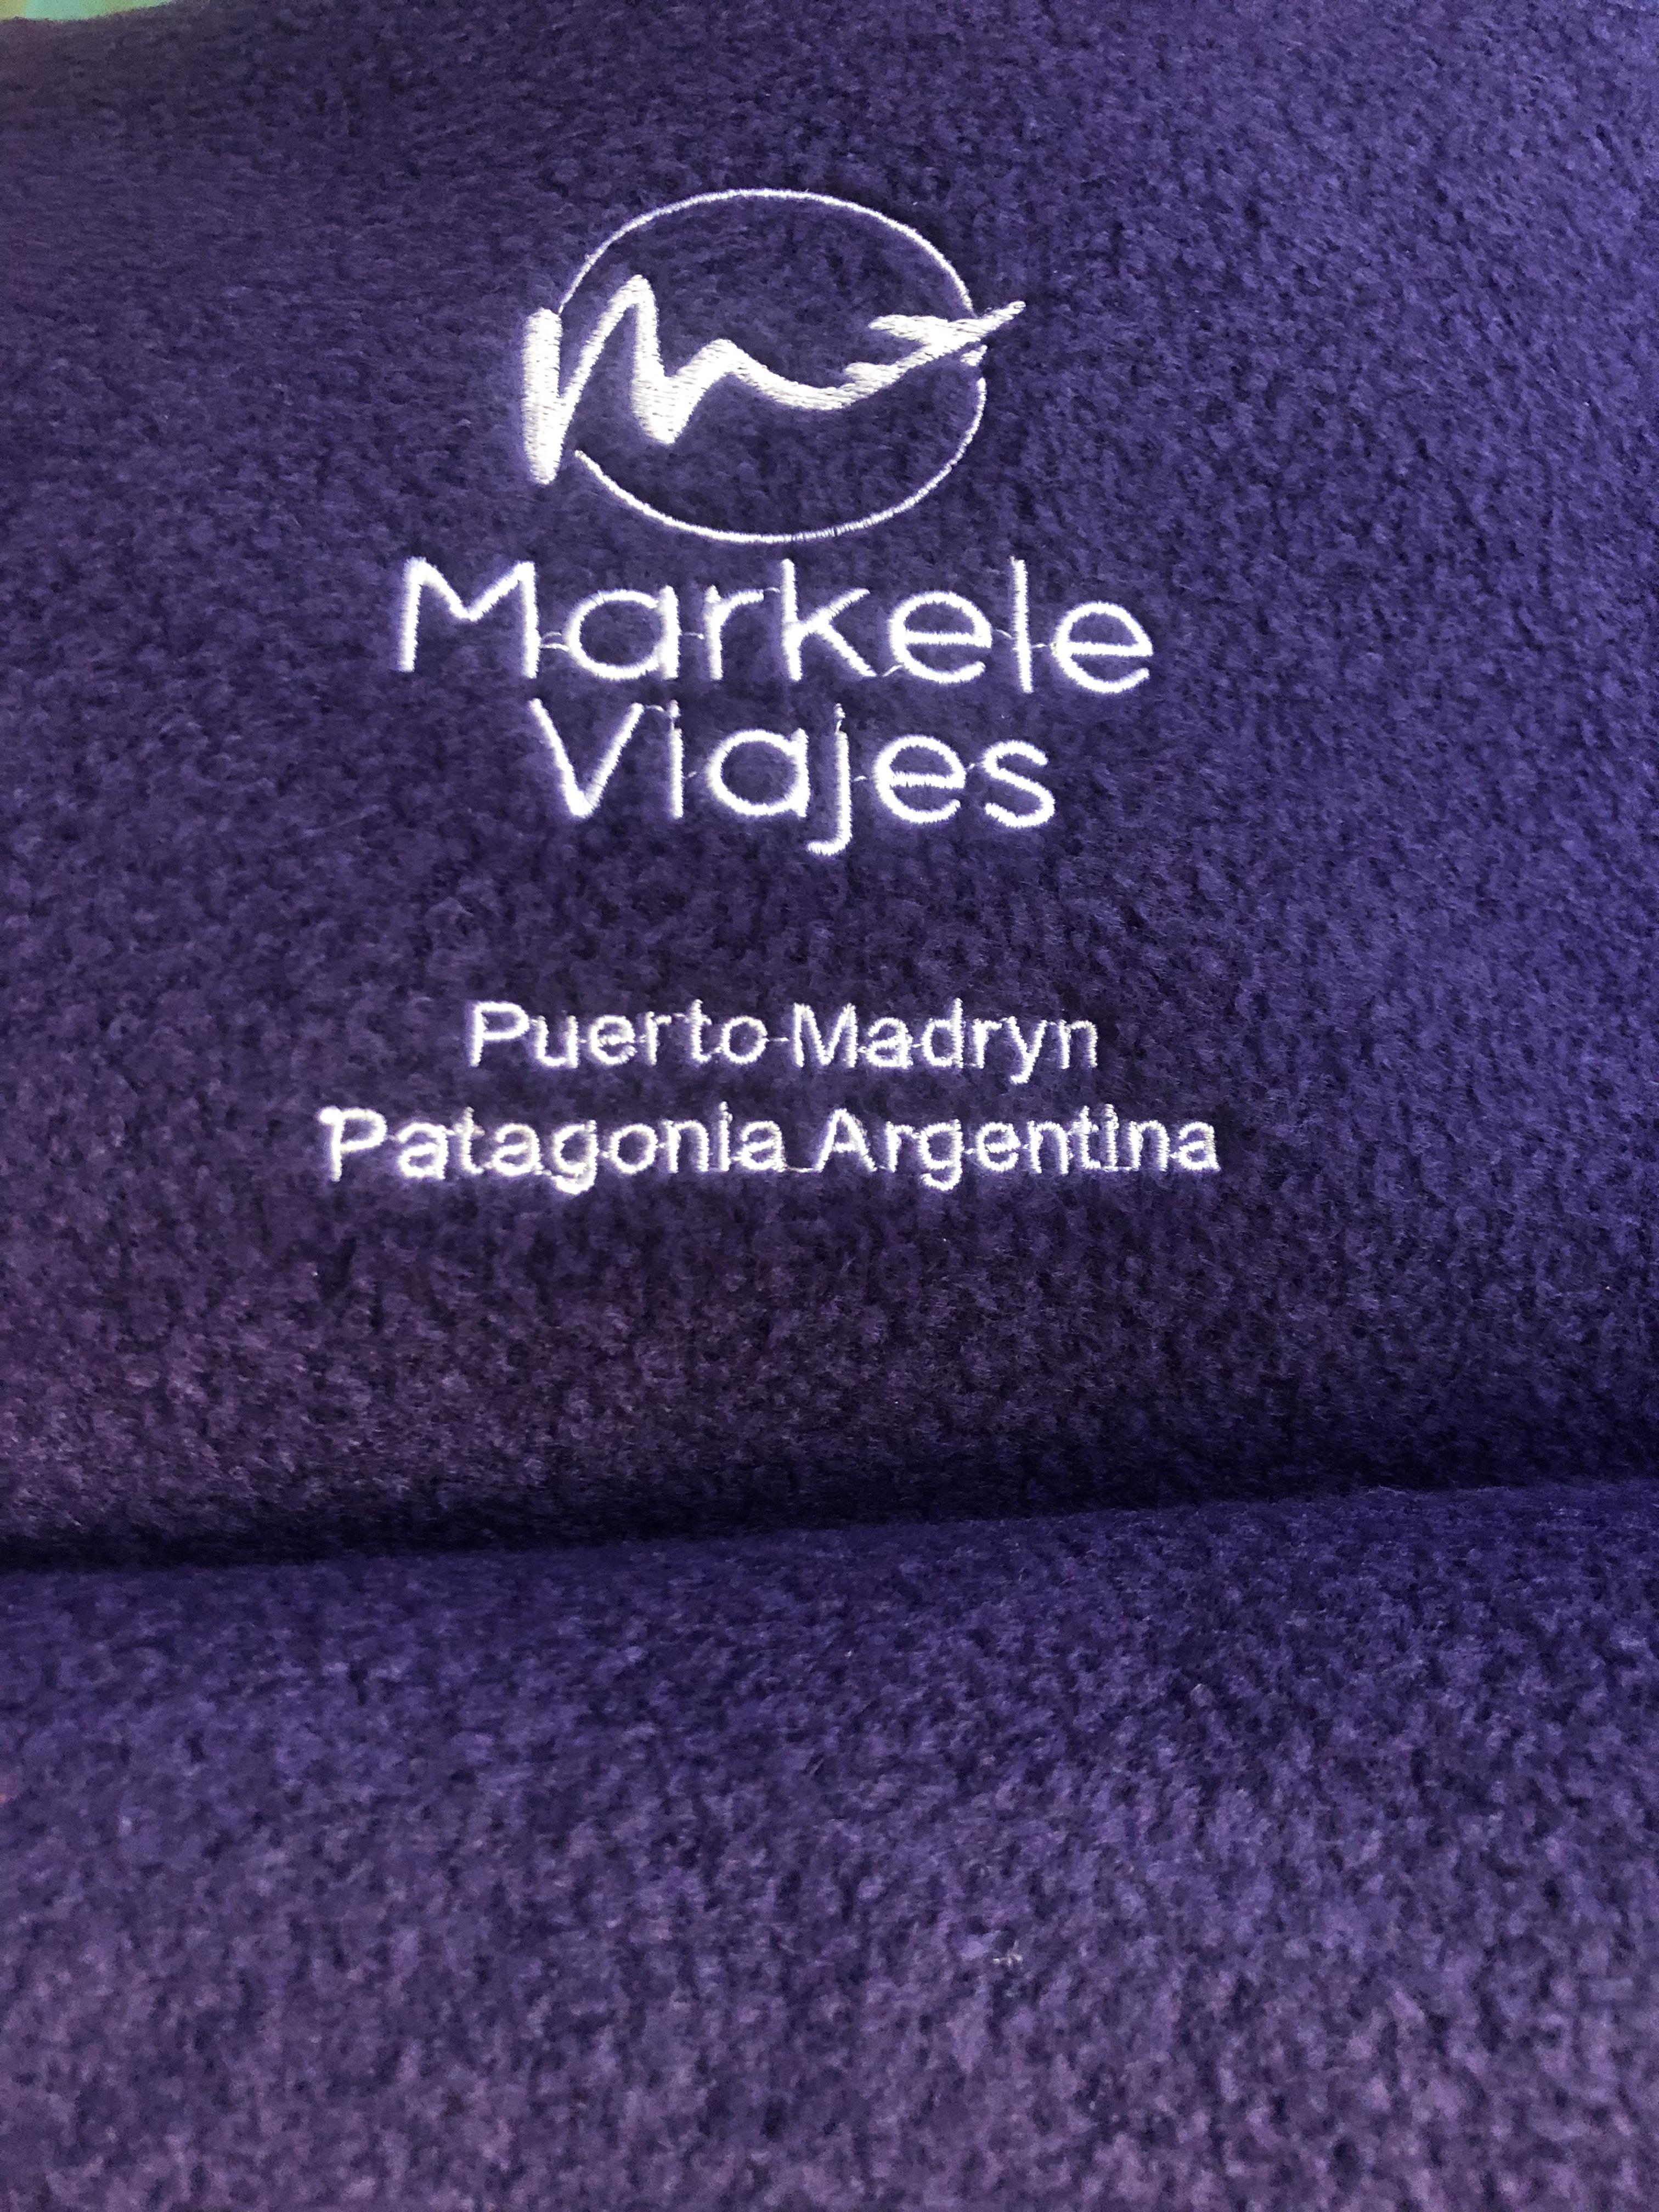 Markele
Viajes
Puerto Madryn
Patagonia Argentina